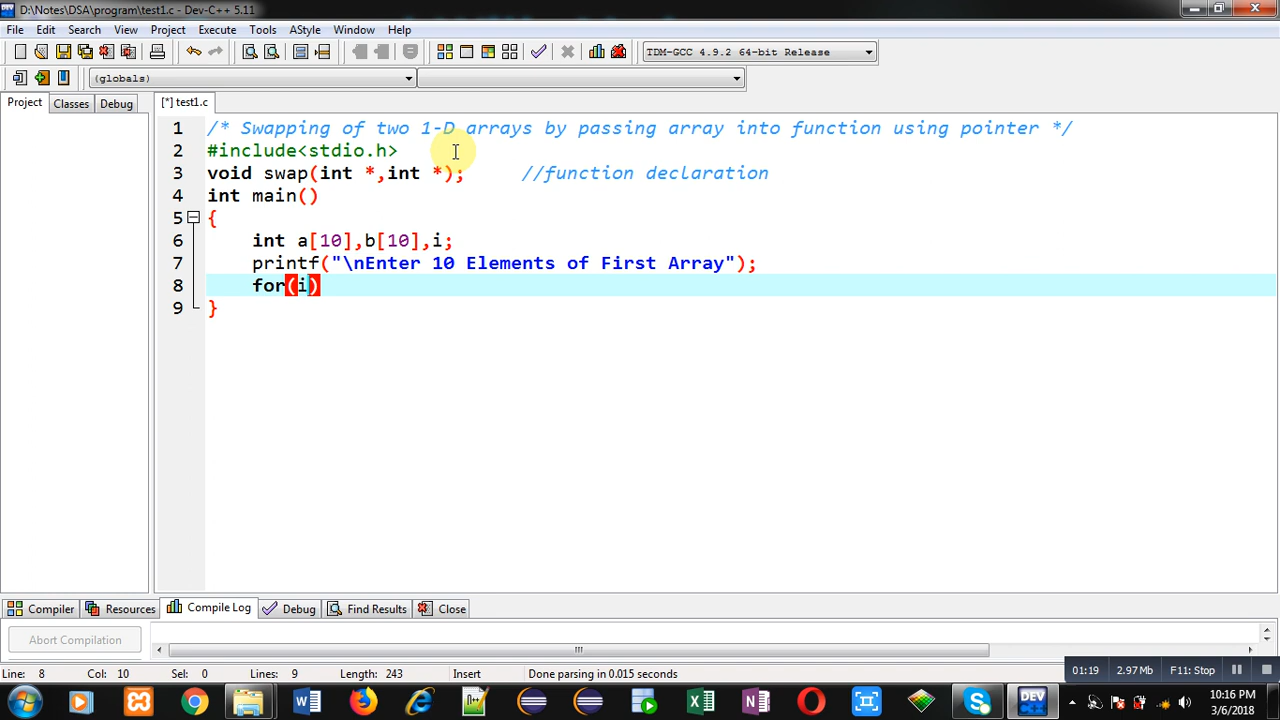 D:\Notes\DSA\program\test1.c - Dev-C++ 5.11
File Edit Search View Project Execute Tools AStyle Window Help
TDM-GCC 4.9.2 64-bit Release
(globals)
Project Classes Debug [*] test1.c
1 /* Swapping of two 1-D arrays by passing array into function using pointer */
2 #include<stdio.h>
3 void swap(int *,int *); //function declaration
4 int main()
5 {
6 int a[10],b[10],i;
7 printf("\nEnter 10 Elements of First Array");
8 for(i)
9 }
Compiler Resources Compile Log Debug Find Results Close
Abort Compilation
Line: 8 Col: 10 Sel: 0 Lines: 9 Length: 243 Insert Done parsing in 0.015 seconds
01:19 2.97 Mb F11: Stop
10:16 PM
3/6/2018